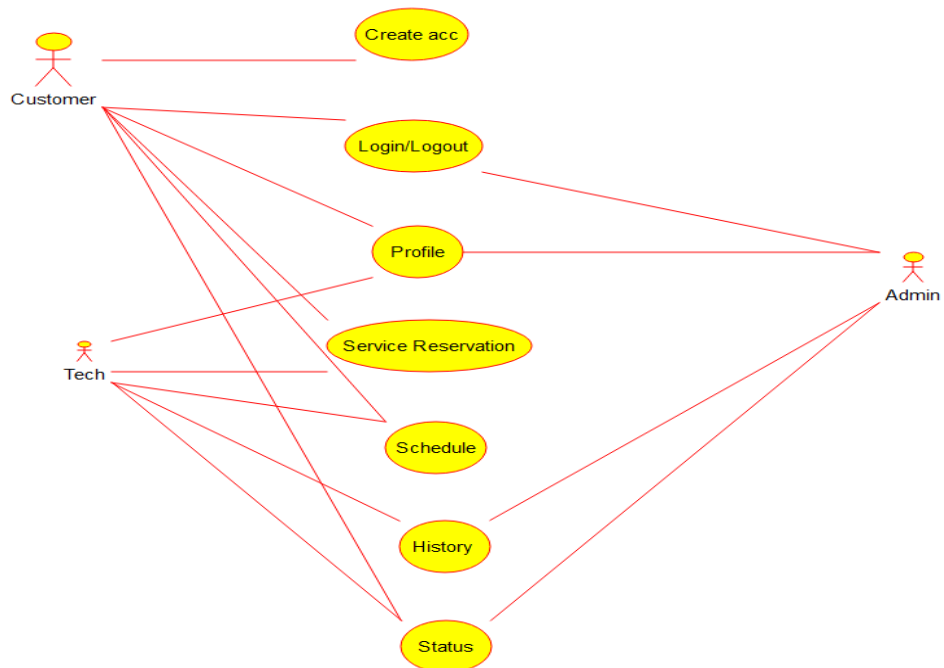 Create acc
Customer
Login/Logout
Profile
Admin
Service Reservation
Tech
Schedule
History
Status